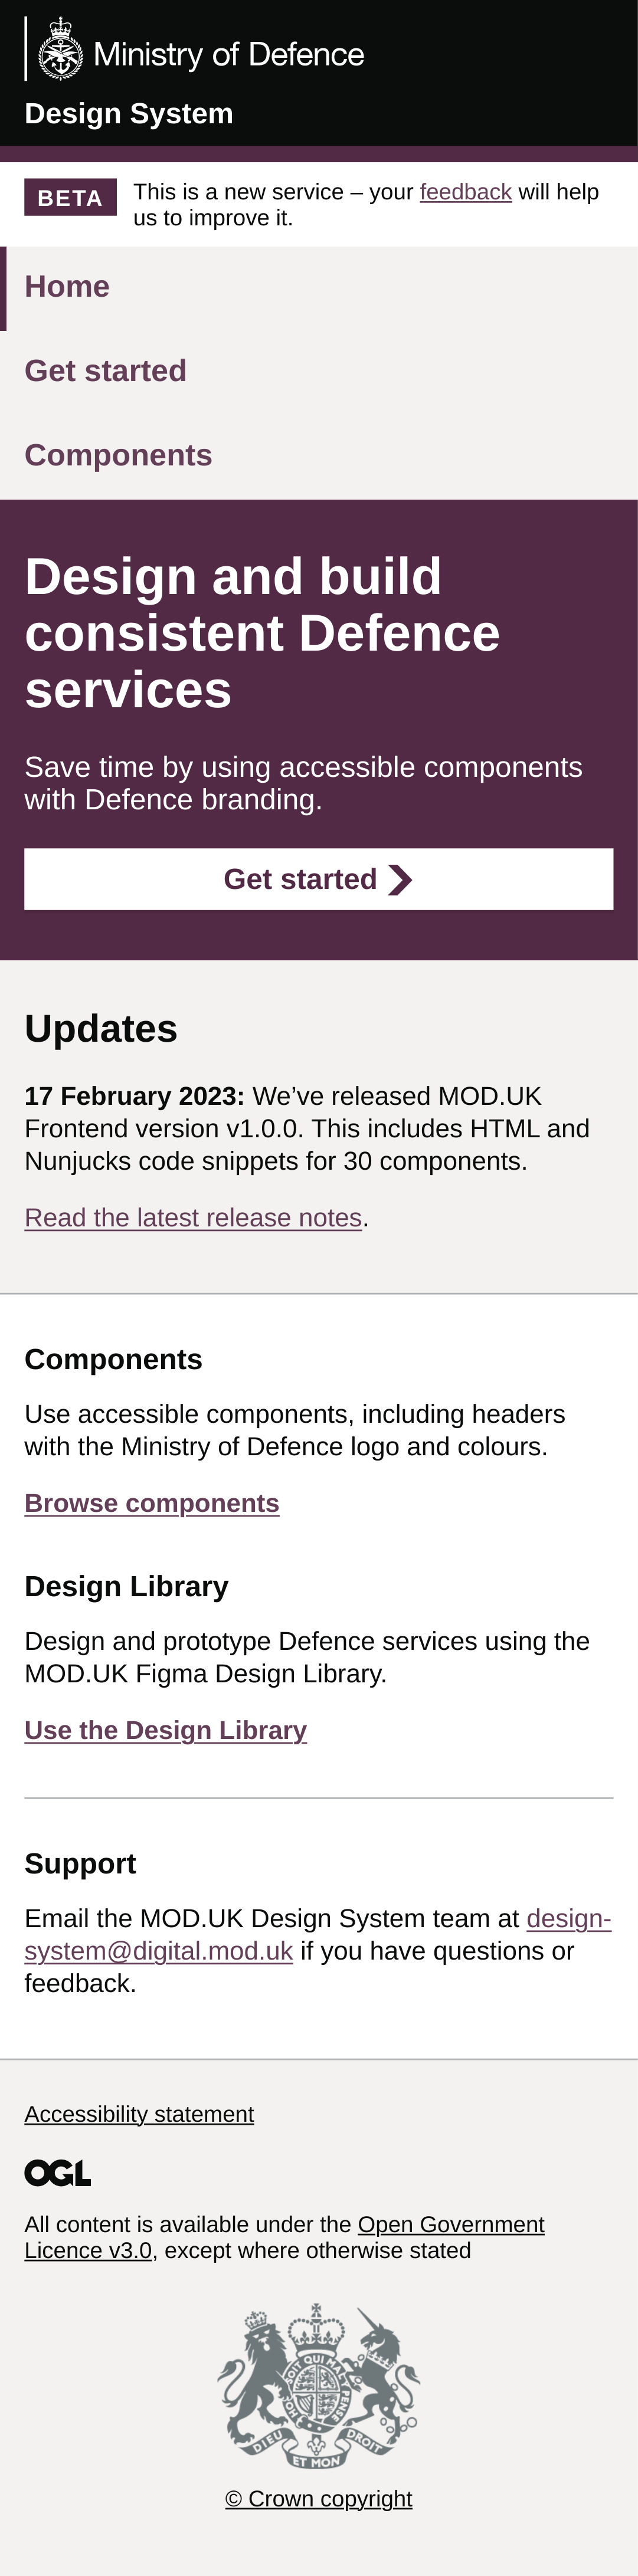 Ministry of Defence
Design System
BETA
This is a new service – your feedback will help
us to improve it.
Home
Get started
Components
Design and build
consistent Defence
services
Save time by using accessible components
with Defence branding.
Get started
Updates
17 February 2023: We’ve released MOD.UK
Frontend version v1.0.0. This includes HTML and
Nunjucks code snippets for 30 components.
Read the latest release notes.
Components
Use accessible components, including headers
with the Ministry of Defence logo and colours.
Browse components
Design Library
Design and prototype Defence services using the
MOD.UK Figma Design Library.
Use the Design Library
Support
Email the MOD.UK Design System team at design-
system@digital.mod.uk if you have questions or
feedback.
Accessibility statement
OGL
All content is available under the Open Government
Licence v3.0, except where otherwise stated
DIEU ET MON DROIT
© Crown copyright